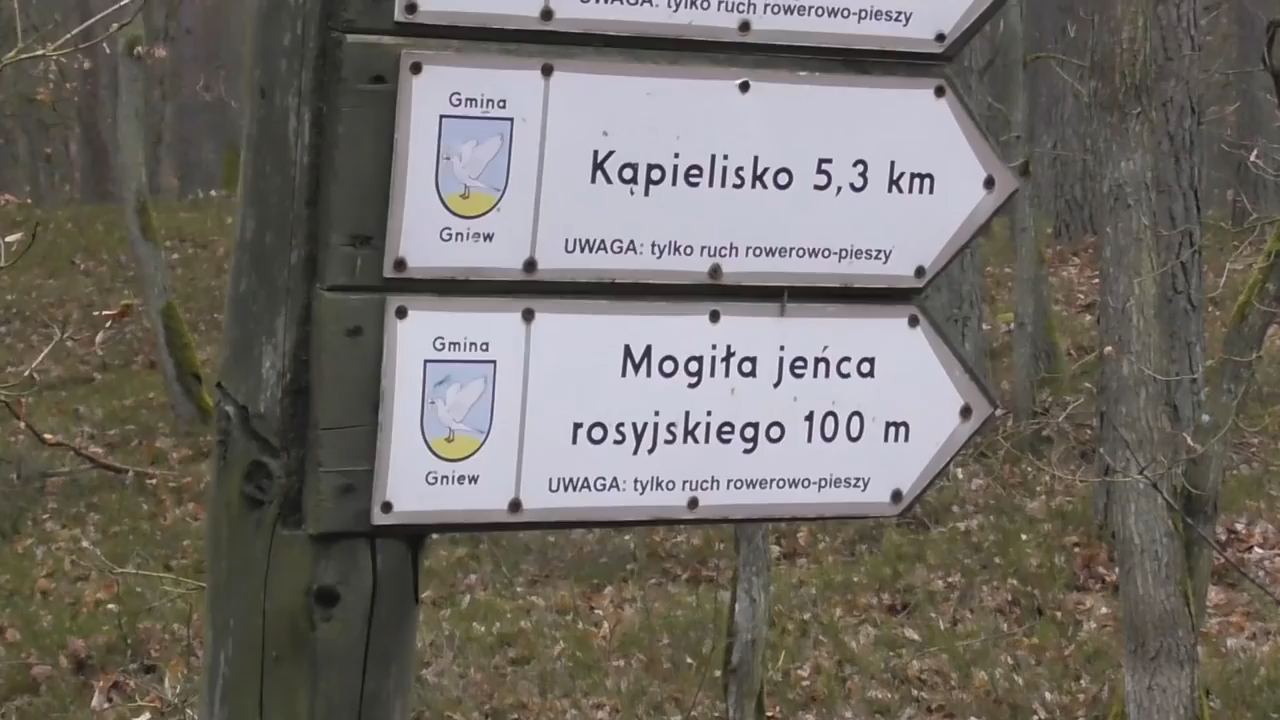 UWAGA: tylko ruch rowerowo-pieszy
Gmina
Gniew
Kąpielisko 5,3 km
UWAGA: tylko ruch rowerowo-pieszy
Gmina
Gniew
Mogiła jeńca
rosyjskiego 100 m
UWAGA: tylko ruch rowerowo-pieszy